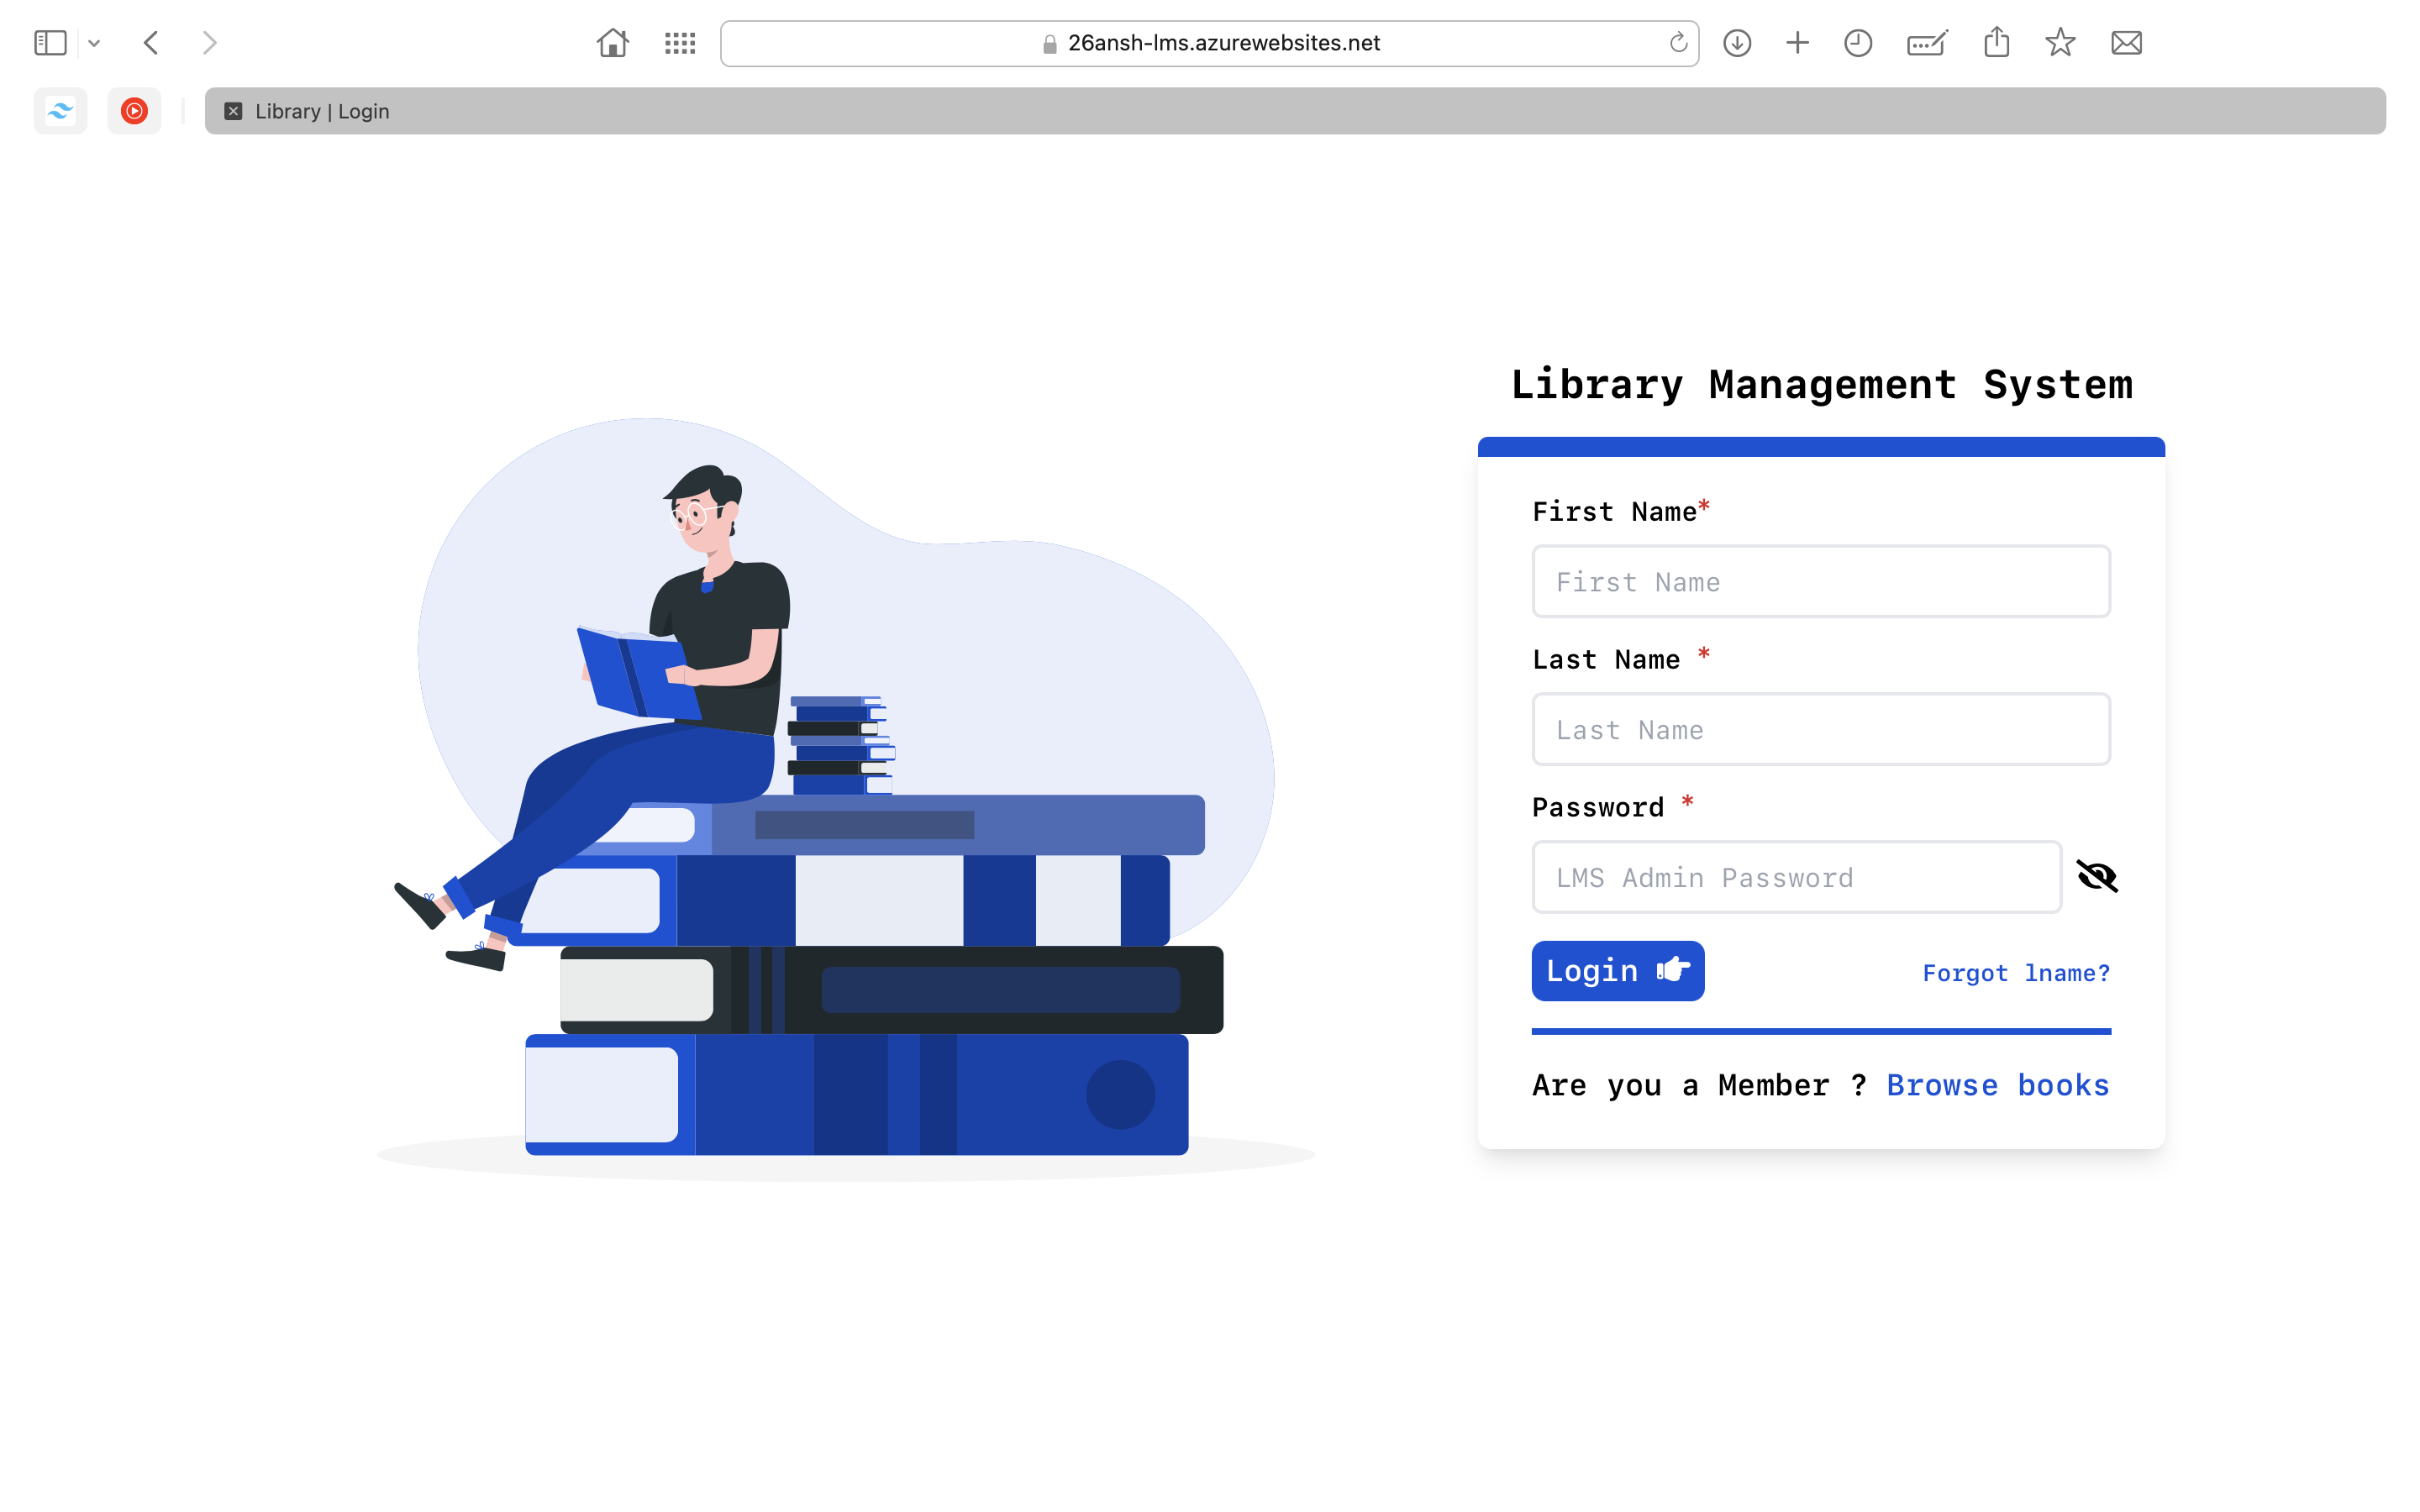 26ansh-lms.azurewebsites.net
Library | Login
Library Management System
First Name*
First Name
Last Name *
Last Name
Password *
LMS Admin Password
Login
Forgot lname?
Are you a Member ? Browse books